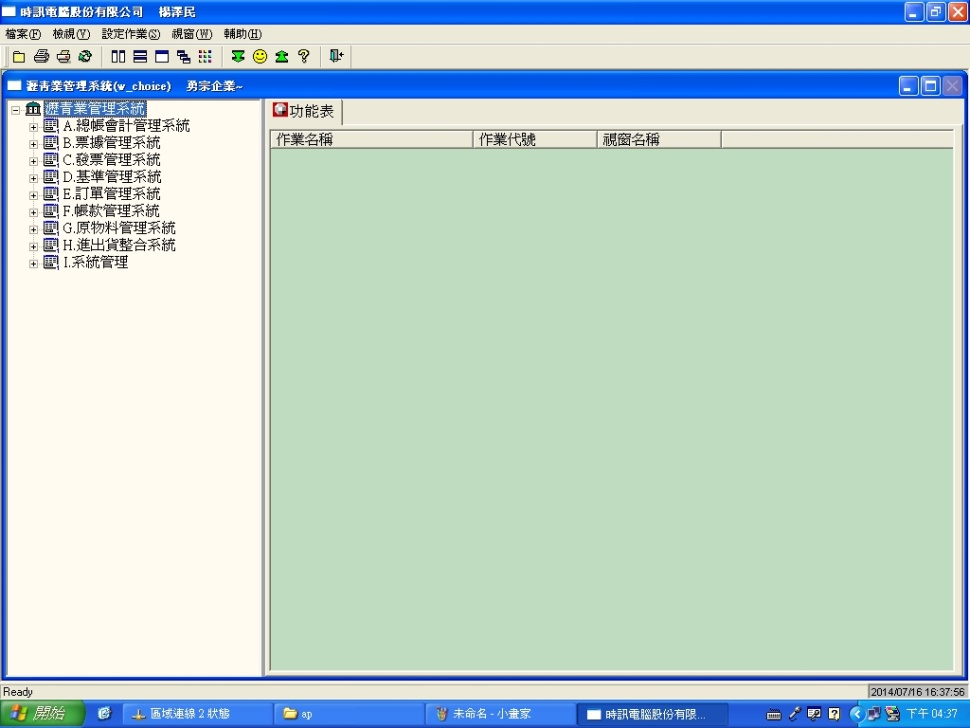 時訊電腦股份有限公司 楊澤民
檔案(F) 檢視(V) 設定作業(S) 視窗(W) 輔助(H)
瀝青業管理系統(w_choice) 勇宗企業~
瀝青業管理系統
A.總帳會計管理系統
B.票據管理系統
C.發票管理系統
D.基準管理系統
E.訂單管理系統
F.帳款管理系統
G.原物料管理系統
H.進出貨整合系統
I.系統管理
功能表
作業名稱 作業代號 視窗名稱
Ready 2014/07/16 16:37:56
開始 區域連線 2 狀態 ap 未命名 - 小畫家 時訊電腦股份有限... 下午 04:37